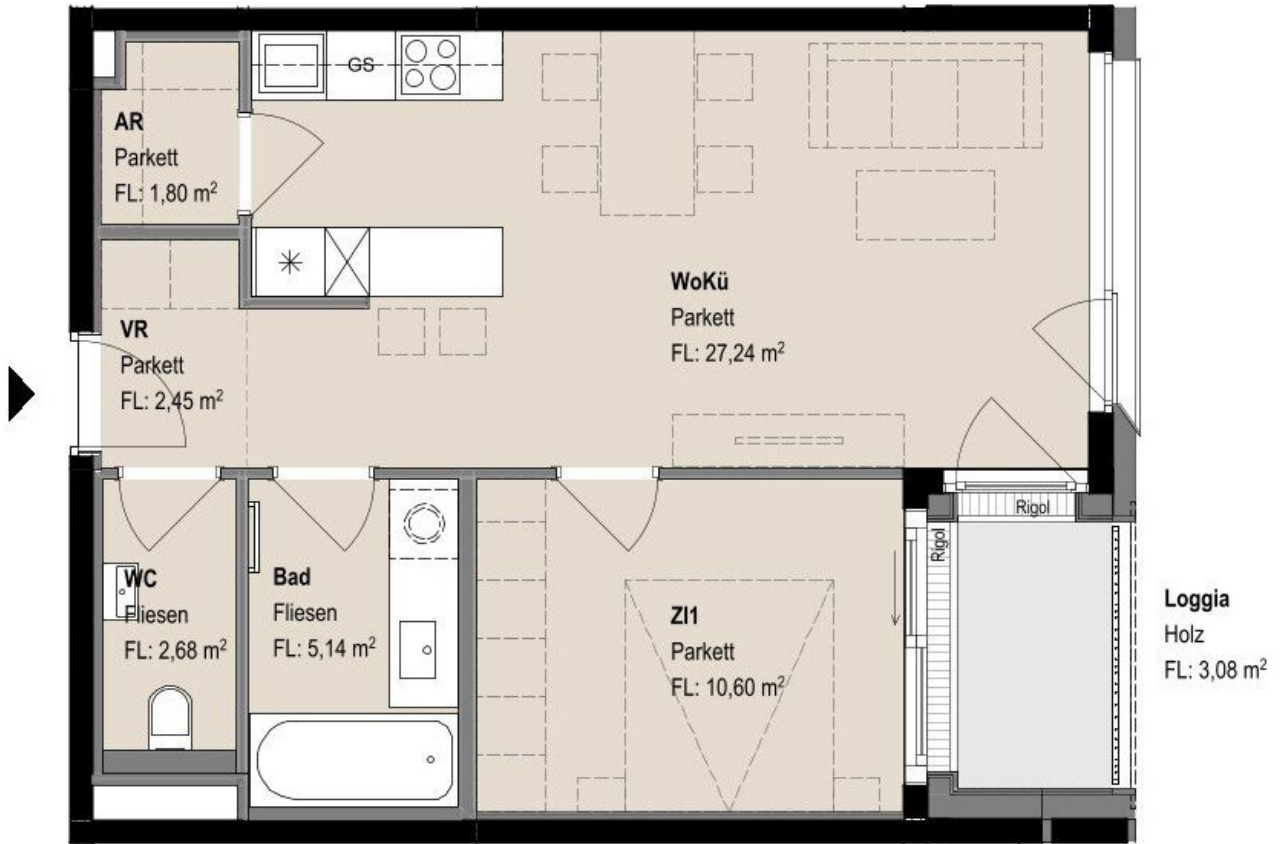 GS
AR
Parkett
FL: 1,80 m²
WoKü
Parkett
FL: 27,24 m²
VR
Parkett
FL: 2,45 m²
Rigol
Rigol
WC
Fliesen
FL: 2,68 m²
Bad
Fliesen
FL: 5,14 m²
ZI1
Parkett
FL: 10,60 m²
Loggia
Holz
FL: 3,08 m²